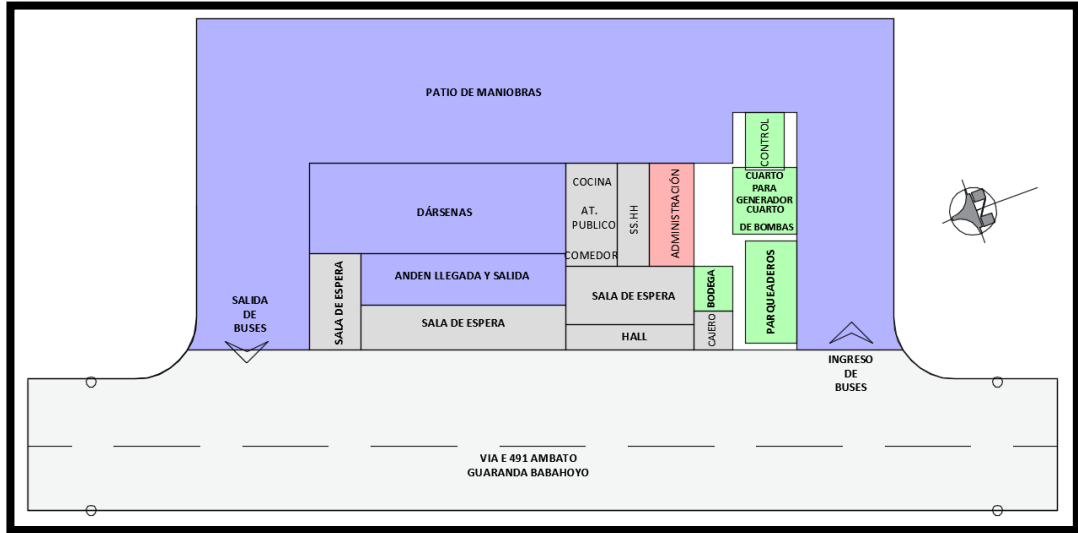 PATIO DE MANIOBRAS
CONTROL
COCINA
AT.
PUBLICO
COMEDOR
SS.HH
ADMINISTRACIÓN
CUARTO
PARA
GENERADOR
CUARTO
DE BOMBAS
DÁRSENAS
ANDEN LLEGADA Y SALIDA
SALA DE ESPERA
SALA DE ESPERA
SALA DE ESPERA
HALL
BODEGA
CAJERO
PARQUEADEROS
SALIDA
DE
BUSES
INGRESO
DE
BUSES
VIA E 491 AMBATO
GUARANDA BABAHOYO